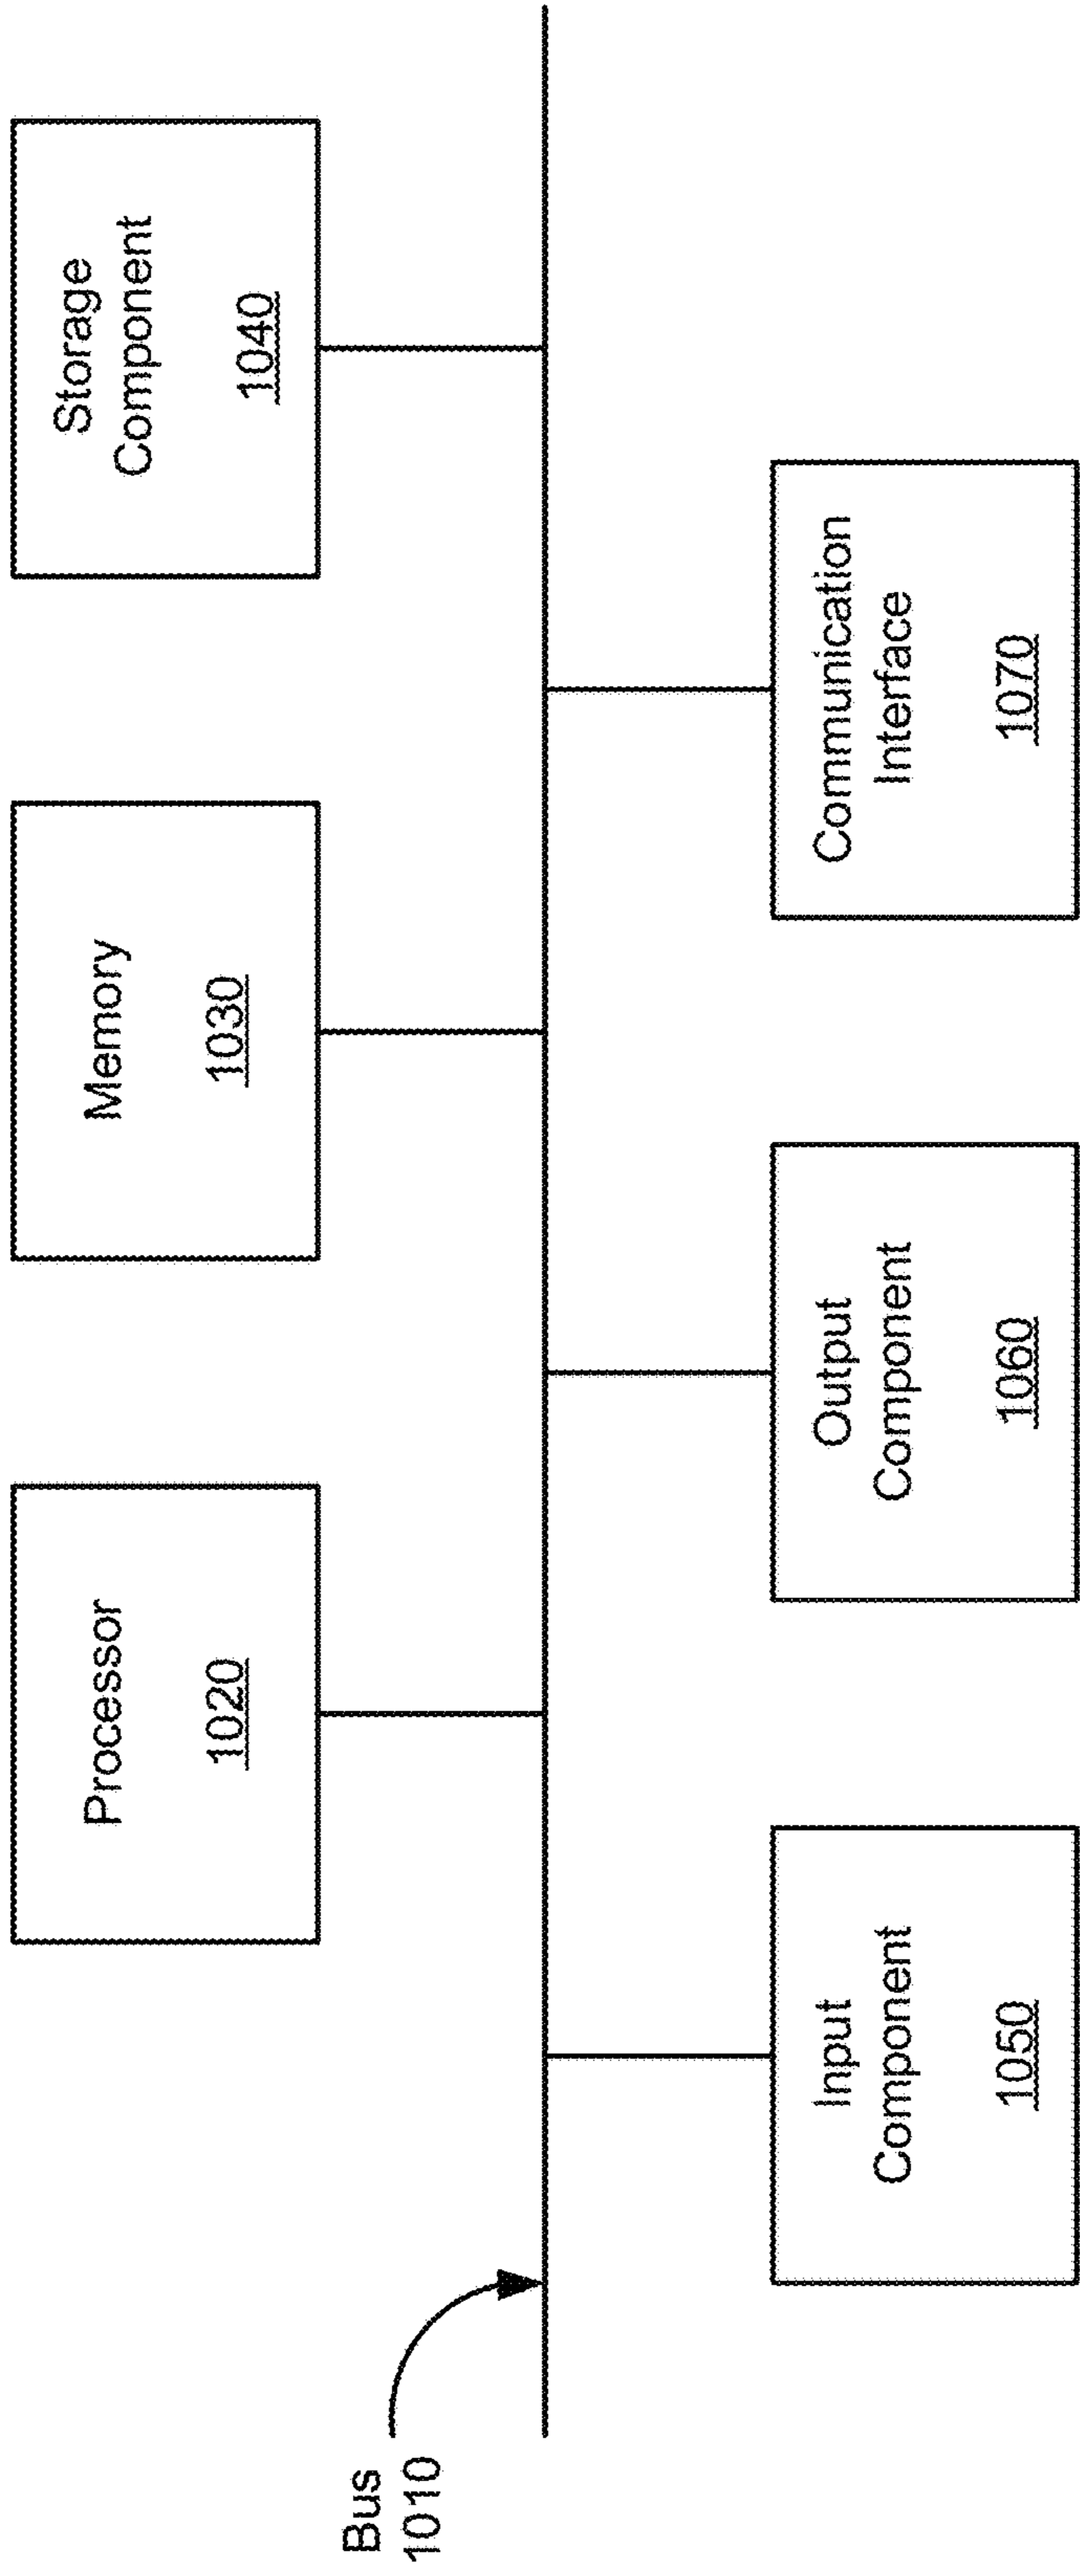 Processor
1020
Memory
1030
Storage
Component
1040
Bus
1010
Input
Component
1050
Output
Component
1060
Communication
Interface
1070